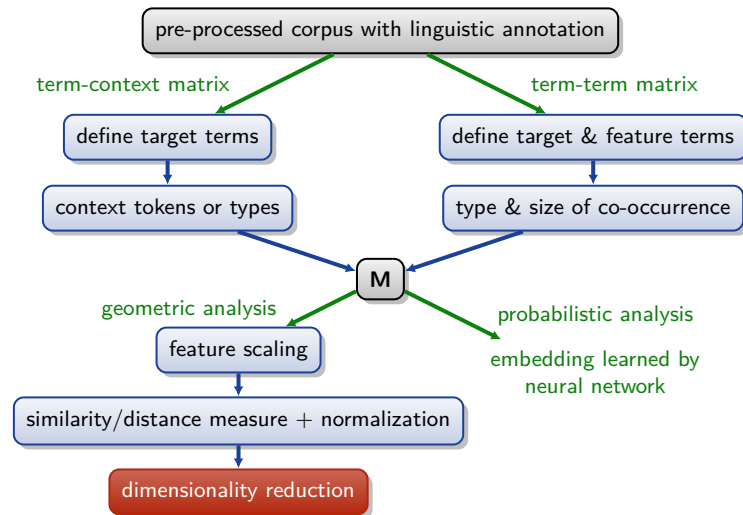 pre-processed corpus with linguistic annotation
term-context matrix
term-term matrix
define target terms
define target & feature terms
context tokens or types
type & size of co-occurrence
M
geometric analysis
probabilistic analysis
feature scaling
embedding learned by
neural network
similarity/distance measure + normalization
dimensionality reduction